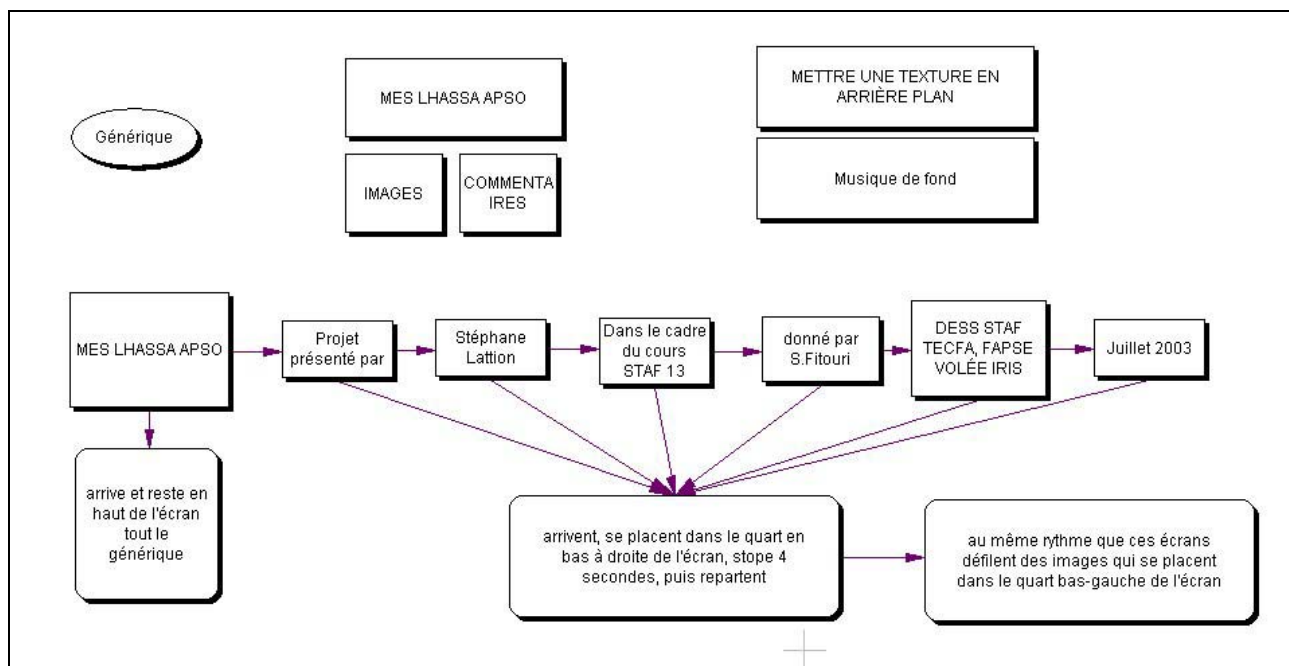 Générique
MES LHASSA APSO
IMAGES
COMMENTA
IRES
METTRE UNE TEXTURE EN
ARRIÈRE PLAN
Musique de fond
MES LHASSA APSO
Projet
présenté par
Stéphane
Lattion
Dans le cadre
du cours
STAF 13
donné par
S.Fitouri
DESS STAF
TECFA, FAPSE
VOLÉE IRIS
Juillet 2003
arrive et reste en
haut de l'écran
tout le
générique
arrivent, se placent dans le quart en
bas à droite de l'écran, stope 4
secondes, puis repartent
au même rythme que ces écrans
défilent des images qui se placent
dans le quart bas-gauche de l'écran